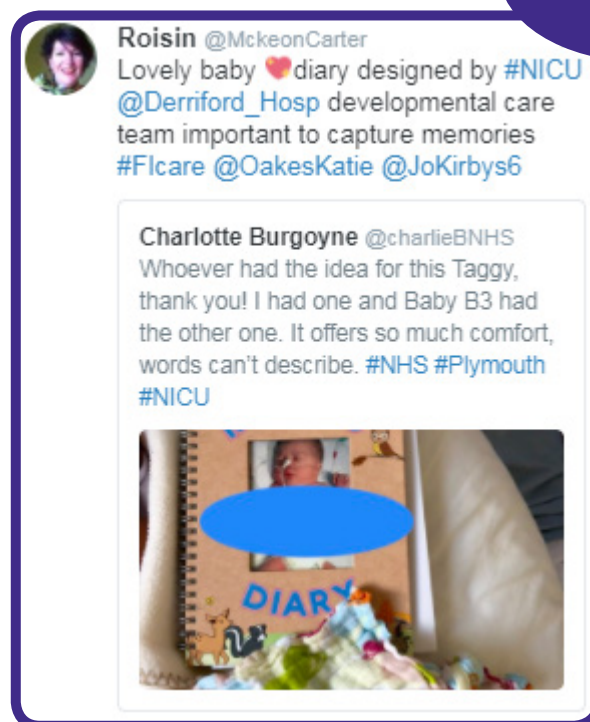 Roisin @MckeonCarter
Lovely baby 💖diary designed by #NICU
@Derriford_Hosp developmental care
team important to capture memories
#FIcare @OakesKatie @JoKirbys6
Charlotte Burgoyne @charlieBNHS
Whoever had the idea for this Taggy,
thank you! I had one and Baby B3 had
the other one. It offers so much comfort,
words can't describe. #NHS #Plymouth
#NICU
DIARY